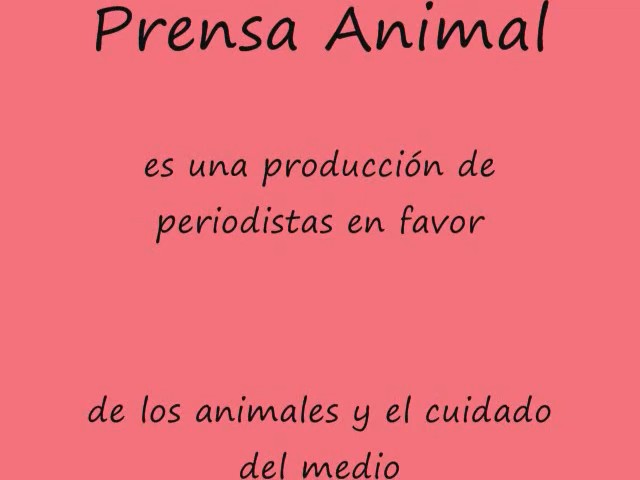 Prensa Animal
es una producción de
periodistas en favor
de los animales y el cuidado
del medio